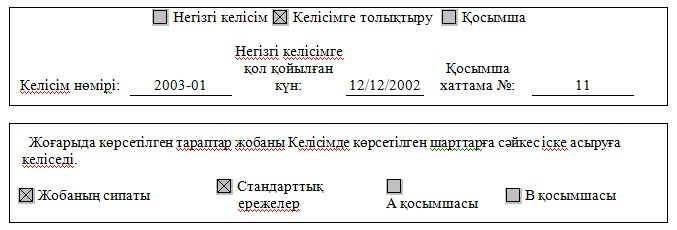 ☐ Негізгі келісім ☒ Келісімге толықтыру ☐ Қосымша
Келісім нөмірі: 2003-01 Негізгі келісімге қол қойылған күн: 12/12/2002 Қосымша хаттама №: 11
Жоғарыда көрсетілген тараптар жобаны Келісімде көрсетілген шарттарға сәйкес іске асыруға
келіседі.
☒ Жобаның сипаты ☒ Стандарттық ережелер ☐ А қосымшасы ☐ В қосымшасы